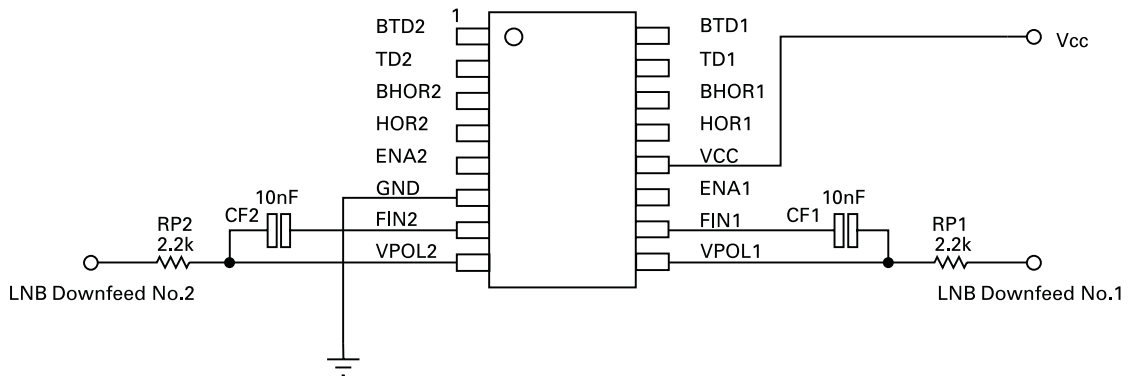 1
BTD2
BTD1
Vcc
TD2
TD1
BHOR2
BHOR1
HOR2
HOR1
ENA2
VCC
GND
ENA1
10nF
10nF
CF2
FIN2
FIN1
CF1
RP2
RP1
2.2k
2.2k
VPOL2
VPOL1
LNB Downfeed No.2
LNB Downfeed No.1